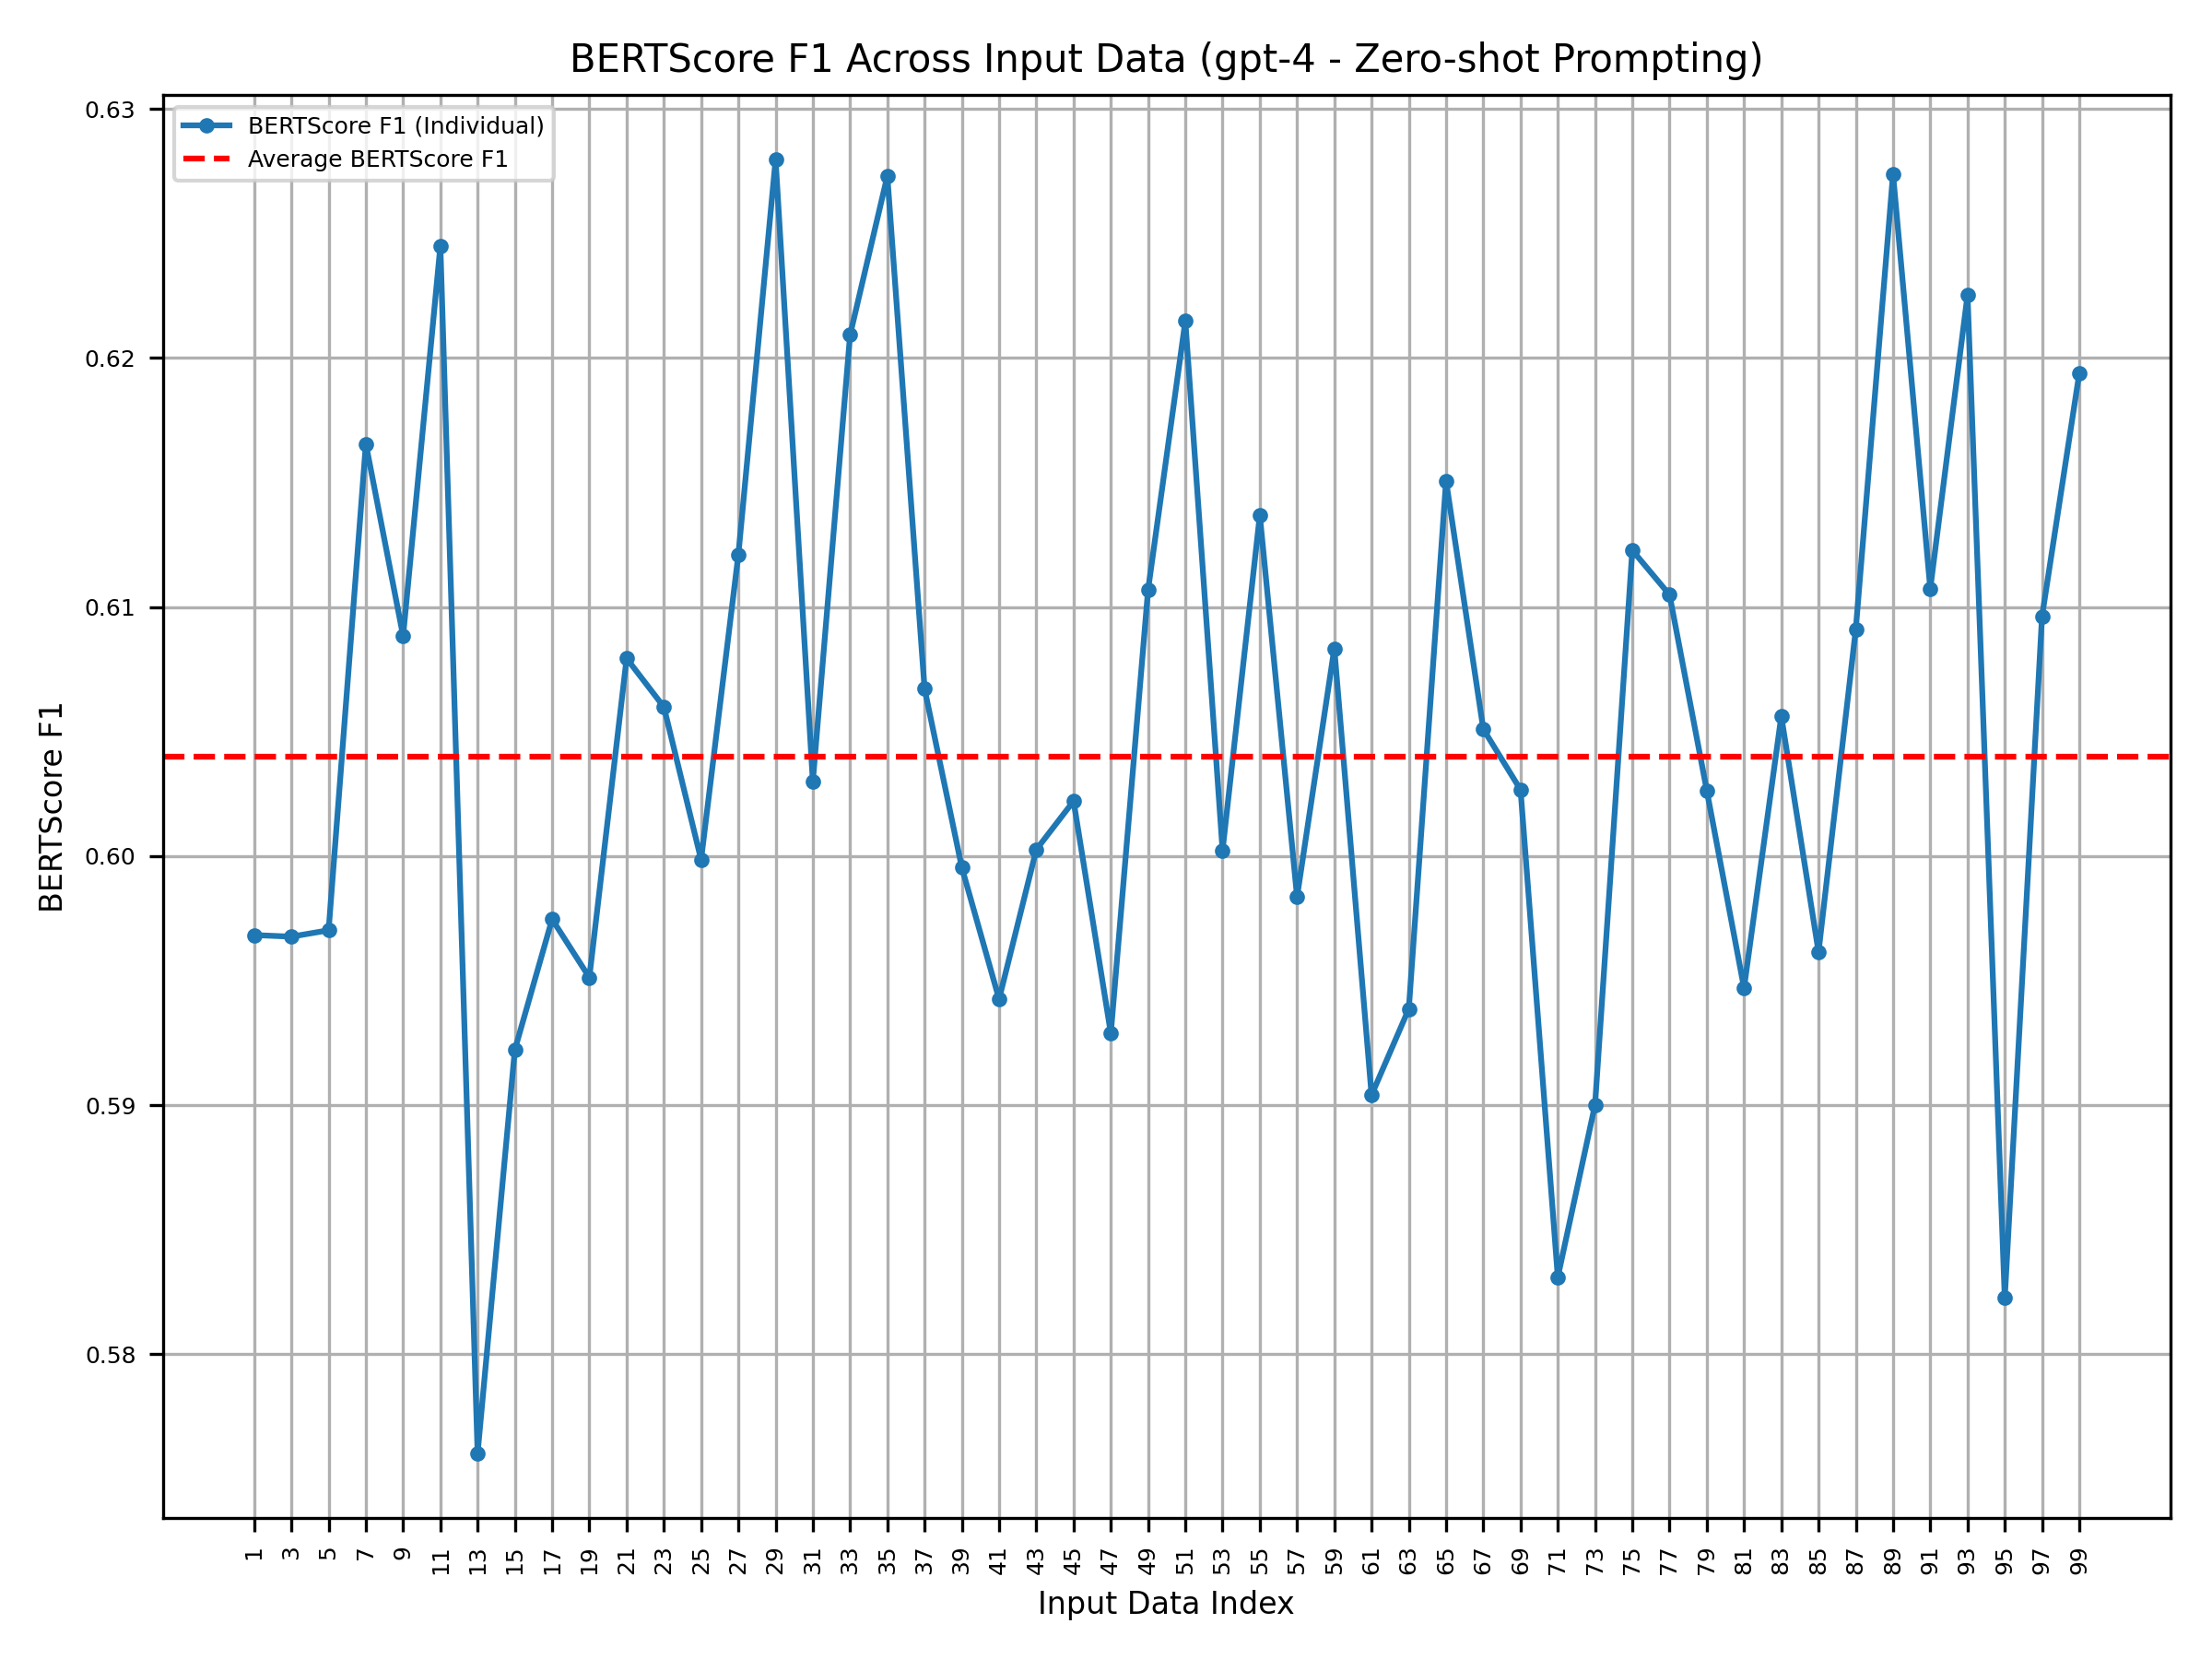 BERTScore F1 Across Input Data (gpt-4 - Zero-shot Prompting)
BERTScore F1 (Individual)
Average BERTScore F1
0.63
0.62
0.61
0.60
0.59
0.58
BERTScore F1
1 3 5 7 9 11 13 15 17 19 21 23 25 27 29 31 33 35 37 39 41 43 45 47 49 51 53 55 57 59 61 63 65 67 69 71 73 75 77 79 81 83 85 87 89 91 93 95 97 99
Input Data Index